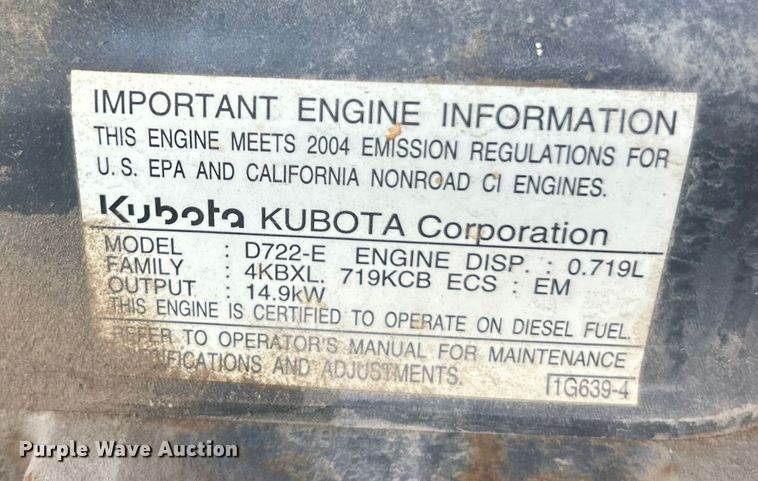 IMPORTANT ENGINE INFORMATION
THIS ENGINE MEETS 2004 EMISSION REGULATIONS FOR
U.S. EPA AND CALIFORNIA NONROAD CI ENGINES.
Kubota KUBOTA Corporation
MODEL : D722-E ENGINE DISP. : 0.719L
FAMILY : 4KBXL. 719KCB ECS : EM
OUTPUT : 14.9kW
THIS ENGINE IS CERTIFIED TO OPERATE ON DIESEL FUEL.
REFER TO OPERATOR'S MANUAL FOR MAINTENANCE
SPECIFICATIONS AND ADJUSTMENTS.
1G639-4
Purple Wave Auction